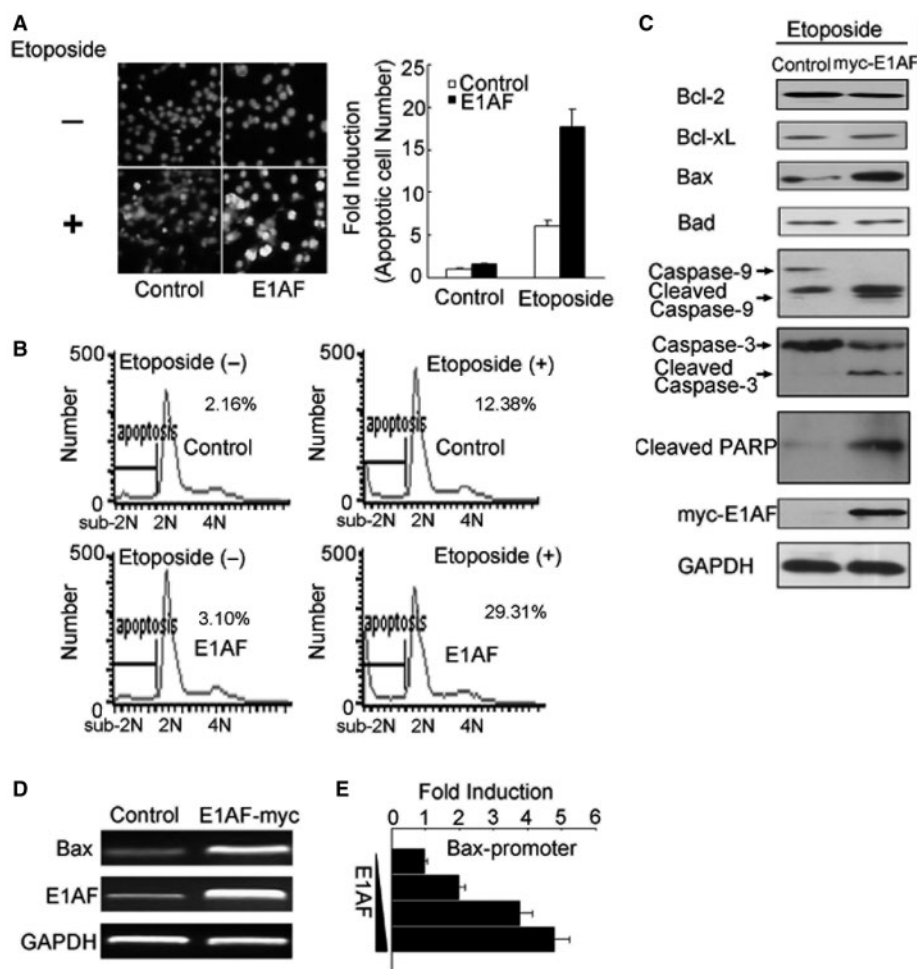 A
Etoposide
−
+
Control E1AF
Fold Induction
(Apoptotic cell Number)
25
20
15
10
5
0
Control
E1AF
Control Etoposide
B
500
Number
0
Etoposide (–)
2.16%
apoptosis
Control
sub-2N 2N 4N
500
Number
0
Etoposide (+)
12.38%
apoptosis
Control
sub-2N 2N 4N
500
Number
0
Etoposide (–)
3.10%
apoptosis
E1AF
sub-2N 2N 4N
500
Number
0
Etoposide (+)
29.31%
apoptosis
E1AF
sub-2N 2N 4N
C
Etoposide
Control myc-E1AF
Bcl-2
Bcl-xL
Bax
Bad
Caspase-9
Cleaved
Caspase-9
Caspase-3
Cleaved
Caspase-3
Cleaved PARP
myc-E1AF
GAPDH
D
Control E1AF-myc
Bax
E1AF
GAPDH
E
Fold Induction
0 1 2 3 4 5 6
Bax-promoter
E1AF